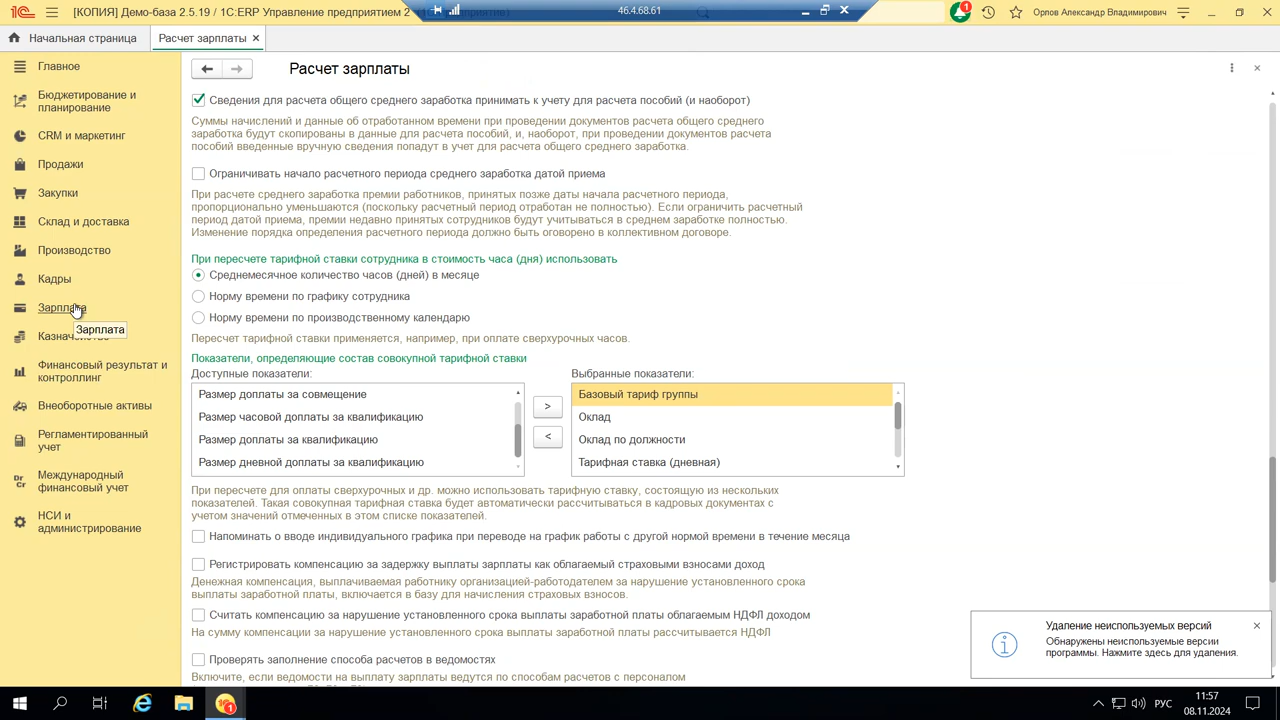 [КОПИЯ] Демо-база 2.5.19 / 1С:ERP Управление предприятием 2
46.4.68.61
Орлов Александр Владимирович
Начальная страница
Расчет зарплаты
Главное
Бюджетирование и
планирование
CRM и маркетинг
Продажи
Закупки
Склад и доставка
Производство
Кадры
Зарплата
Зарплата
Казначейство
Финансовый результат и
контроллинг
Внеоборотные активы
Регламентированный
учет
Международный
финансовый учет
НСИ и
администрирование
Расчет зарплаты
Сведения для расчета общего среднего заработка принимать к учету для расчета пособий (и наоборот)
Суммы начислений и данные об отработанном времени при проведении документов расчета общего среднего
заработка будут скопированы в данные для расчета пособий, и, наоборот, при проведении документов расчета
пособий введенные вручную сведения попадут в учет для расчета общего среднего заработка.
Ограничивать начало расчетного периода среднего заработка датой приема
При расчете среднего заработка премии работников, принятых позже даты начала расчетного периода,
пропорционально уменьшаются (поскольку расчетный период отработан не полностью). Если ограничить расчетный
период датой приема, премии недавно принятых сотрудников будут учитываться в среднем заработке полностью.
Изменение порядка определения расчетного периода должно быть оговорено в коллективном договоре.
При пересчете тарифной ставки сотрудника в стоимость часа (дня) использовать
Среднемесячное количество часов (дней) в месяце
Норму времени по графику сотрудника
Норму времени по производственному календарю
Пересчет тарифной ставки применяется, например, при оплате сверхурочных часов.
Показатели, определяющие состав совокупной тарифной ставки
Доступные показатели:
Размер доплаты за совмещение
Размер часовой доплаты за квалификацию
Размер доплаты за квалификацию
Размер дневной доплаты за квалификацию
>
<
Выбранные показатели:
Базовый тариф группы
Оклад
Оклад по должности
Тарифная ставка (дневная)
При пересчете для оплаты сверхурочных и др. можно использовать тарифную ставку, состоящую из нескольких
показателей. Такая совокупная тарифная ставка будет автоматически рассчитываться в кадровых документах с
учетом значений отмеченных в этом списке показателей.
Напоминать о вводе индивидуального графика при переводе на график работы с другой нормой времени в течение месяца
Регистрировать компенсацию за задержку выплаты зарплаты как облагаемый страховыми взносами доход
Денежная компенсация, выплачиваемая работнику организацией-работодателем за нарушение установленного срока
выплаты заработной платы, включается в базу для начисления страховых взносов.
Считать компенсацию за нарушение установленного срока выплаты заработной платы облагаемым НДФЛ доходом
На сумму компенсации за нарушение установленного срока выплаты заработной платы рассчитывается НДФЛ
Проверять заполнение способа расчетов в ведомостях
Включите, если ведомости на выплату зарплаты ведутся по способам расчетов с персоналом
Удаление неиспользуемых версий
Обнаружены неиспользуемые версии
программы. Нажмите здесь для удаления.
РУС
11:57
08.11.2024